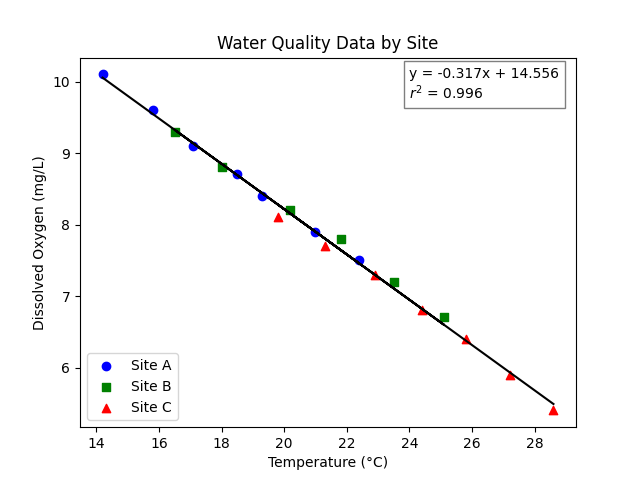 Water Quality Data by Site
y = -0.317x + 14.556
r² = 0.996
Dissolved Oxygen (mg/L)
10
9
8
7
6
Site A
Site B
Site C
14 16 18 20 22 24 26 28
Temperature (°C)